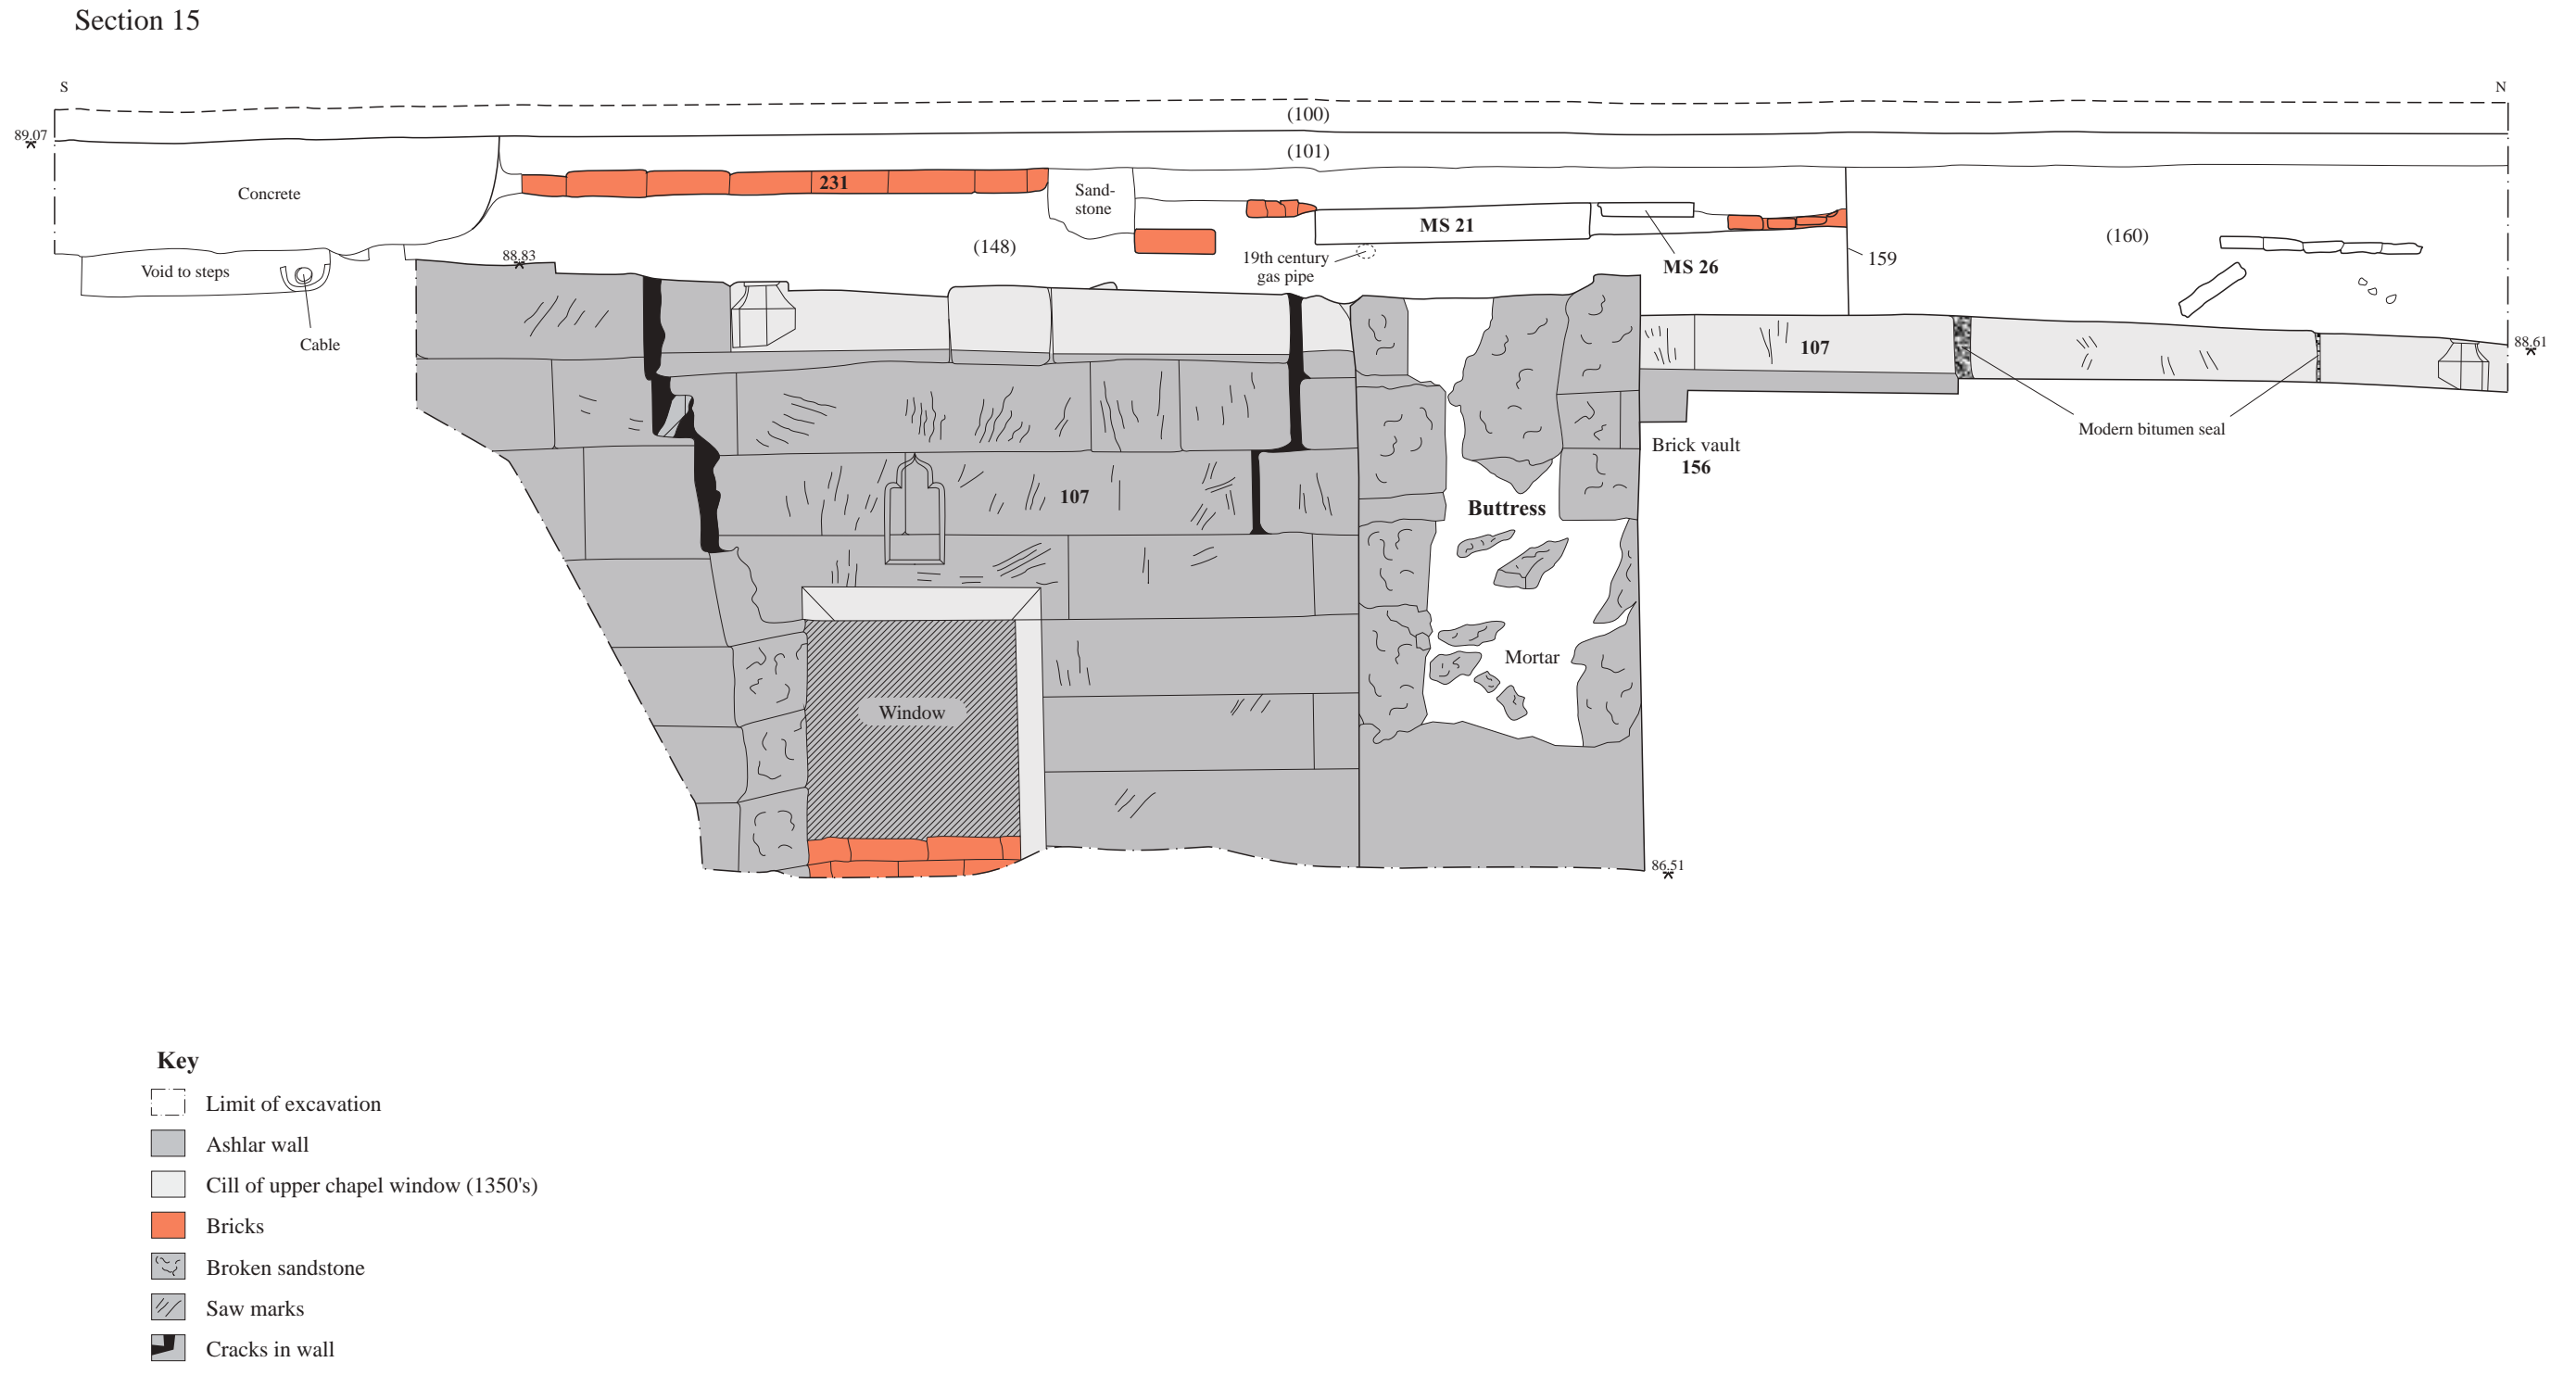 Section 15
S
N
(100)
89.07
(101)
Concrete
231
Sand-
stone
MS 21
(148)
(160)
19th century
gas pipe
MS 26
159
Void to steps
88.83
Cable
107
88.61
Modern bitumen seal
Brick vault
156
107
Buttress
Mortar
Window
86.51
Key
Limit of excavation
Ashlar wall
Cill of upper chapel window (1350's)
Bricks
Broken sandstone
Saw marks
Cracks in wall